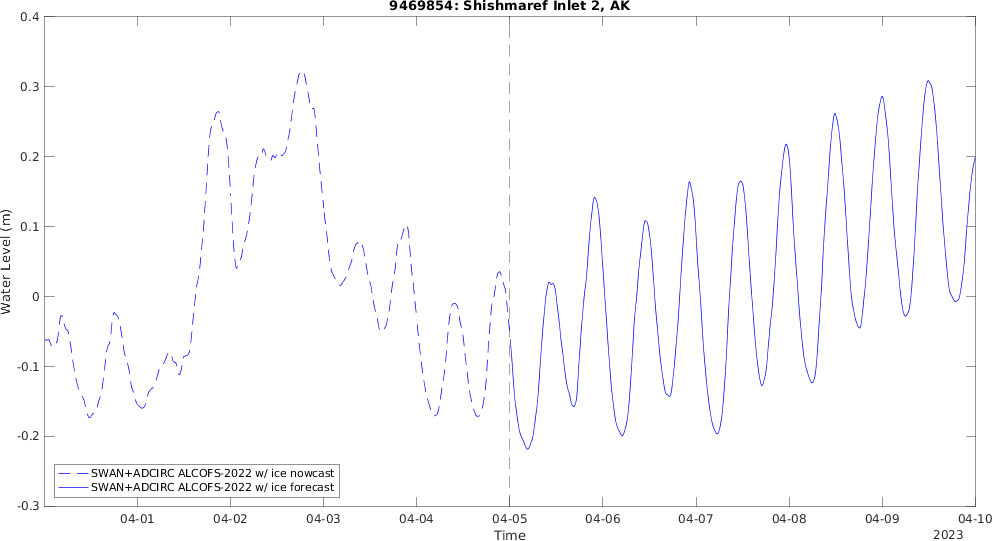 9469854: Shishmaref Inlet 2, AK
0.4
0.3
0.2
0.1
0
-0.1
-0.2
-0.3
Water Level (m)
SWAN+ADCIRC ALCOFS-2022 w/ ice nowcast
SWAN+ADCIRC ALCOFS-2022 w/ ice forecast
04-01 04-02 04-03 04-04 04-05 04-06 04-07 04-08 04-09 04-10
Time
2023